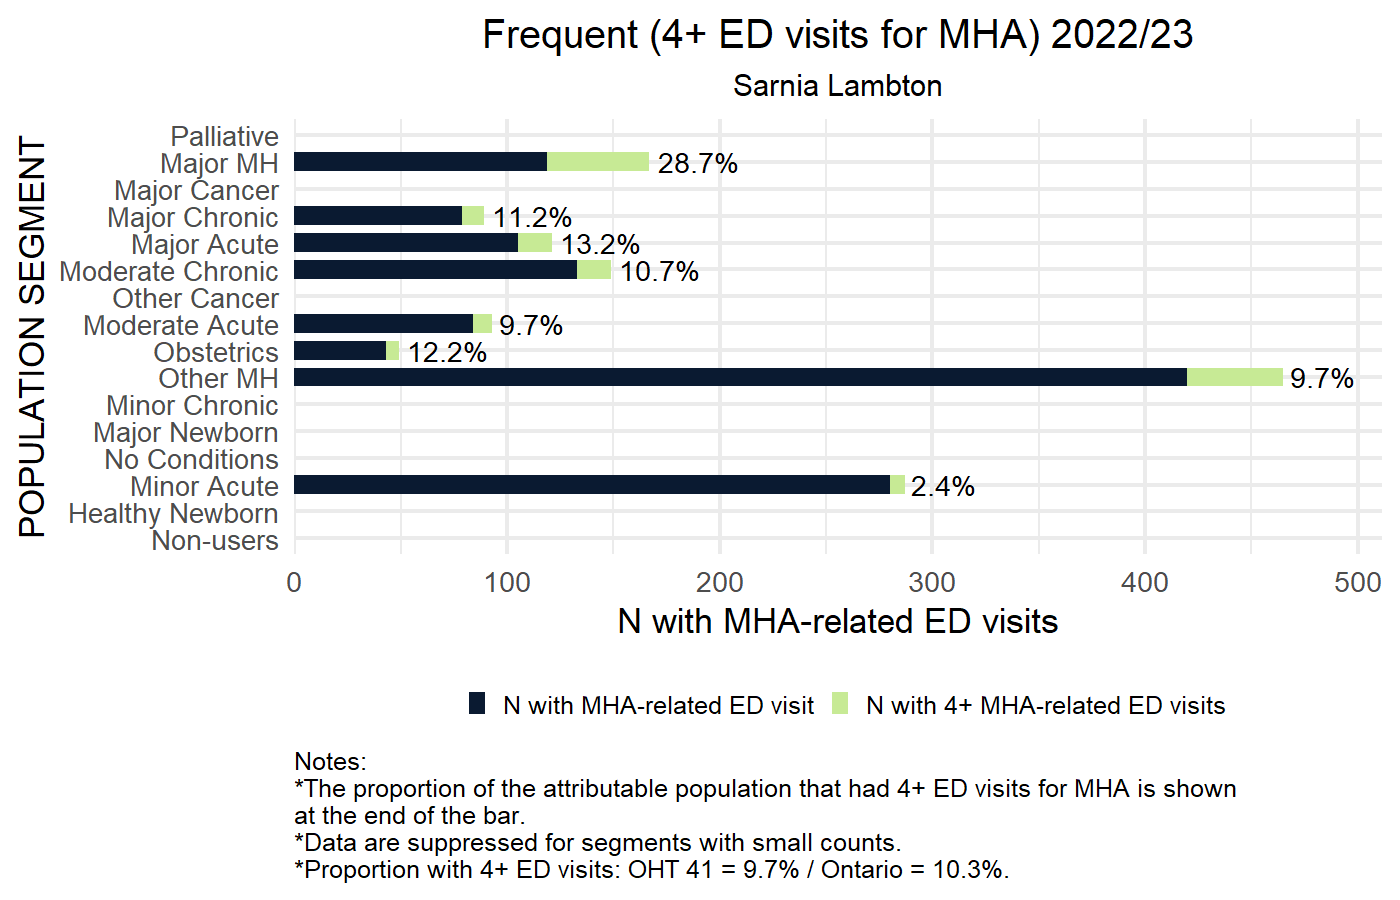 Frequent (4+ ED visits for MHA) 2022/23
Sarnia Lambton
POPULATION SEGMENT
Palliative
Major MH 28.7%
Major Cancer
Major Chronic 11.2%
Major Acute 13.2%
Moderate Chronic 10.7%
Other Cancer
Moderate Acute 9.7%
Obstetrics 12.2%
Other MH 9.7%
Minor Chronic
Major Newborn
No Conditions
Minor Acute 2.4%
Healthy Newborn
Non-users
0 100 200 300 400 500
N with MHA-related ED visits
N with MHA-related ED visit N with 4+ MHA-related ED visits
Notes:
*The proportion of the attributable population that had 4+ ED visits for MHA is shown
at the end of the bar.
*Data are suppressed for segments with small counts.
*Proportion with 4+ ED visits: OHT 41 = 9.7% / Ontario = 10.3%.